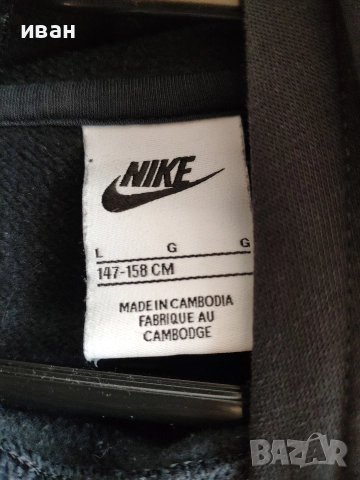 иван
NIKE
L G G
147-158 CM
MADE IN CAMBODIA
FABRIQUE AU
CAMBODGE
BAZAR